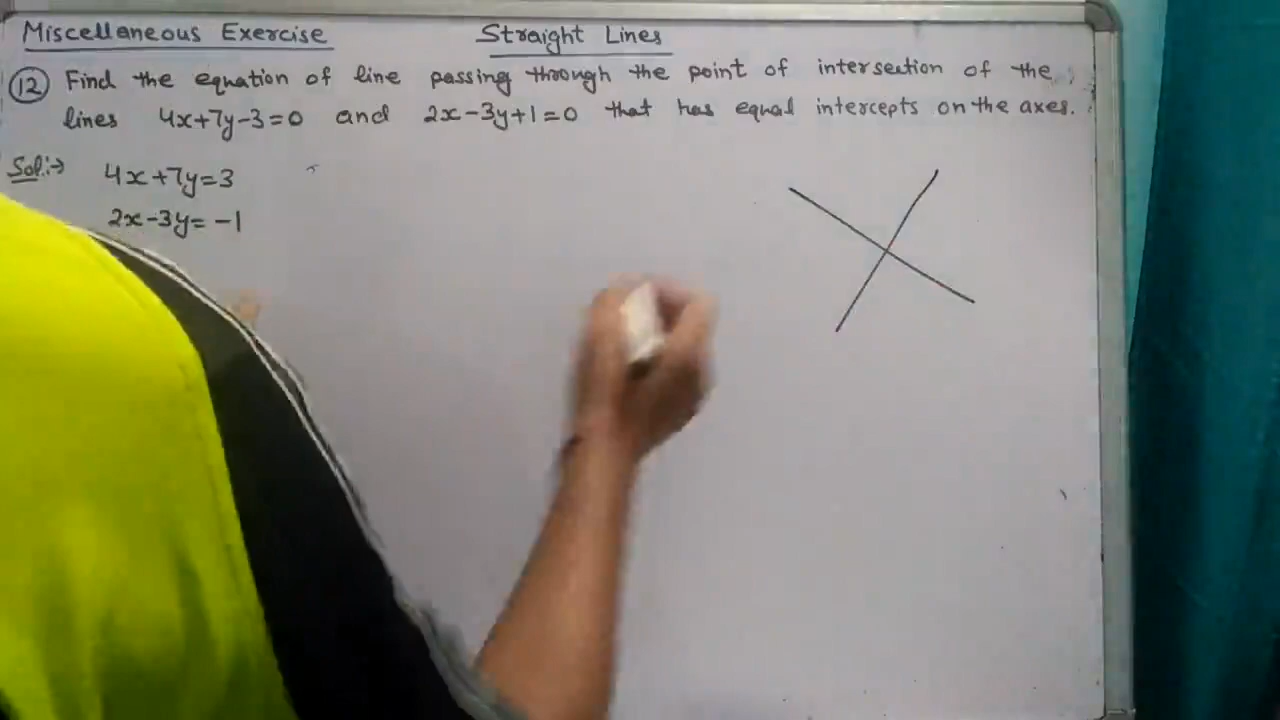 Miscellaneous Exercise Straight Lines
12 Find the equation of line passing through the point of intersection of the
lines 4x+7y-3=0 and 2x-3y+1=0 that has equal intercepts on the axes.
Sol:→ 4x+7y=3
2x-3y=-1